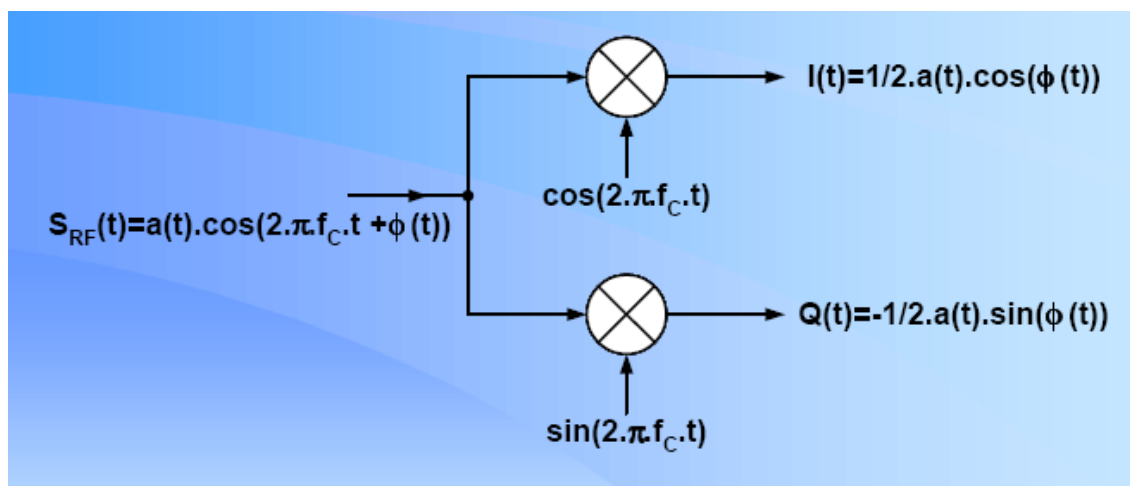 I(t)=1/2.a(t).cos(ϕ(t))
cos(2.π.f_C.t)
S_RF(t)=a(t).cos(2.π.f_C.t +ϕ(t))
Q(t)=-1/2.a(t).sin(ϕ(t))
sin(2.π.f_C.t)